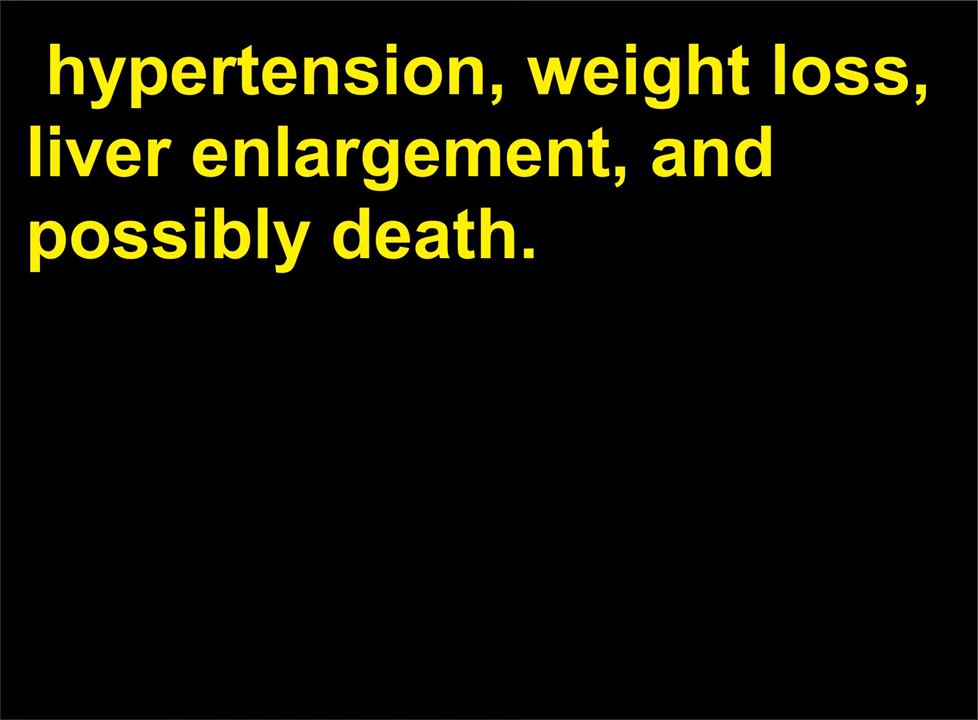 hypertension, weight loss,
liver enlargement, and
possibly death.